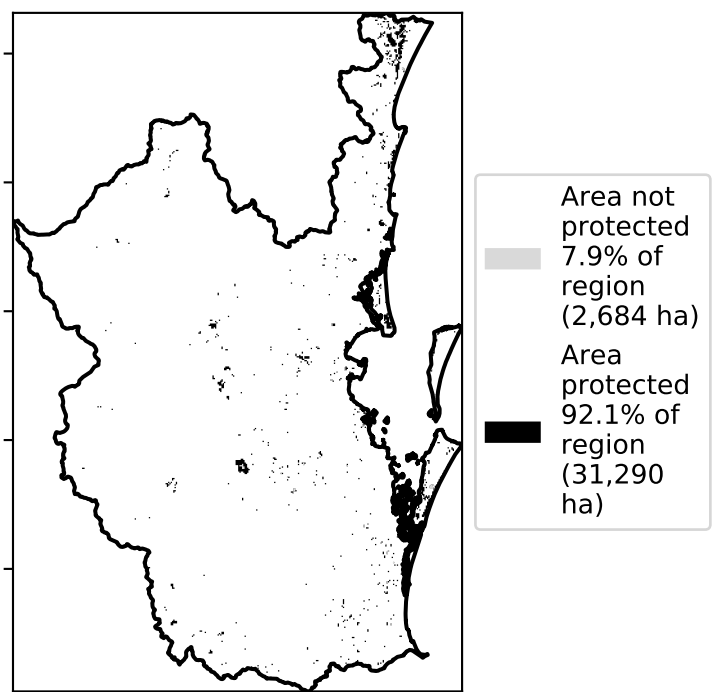 Area not
protected
7.9% of
region
(2,684 ha)
Area
protected
92.1% of
region
(31,290
ha)